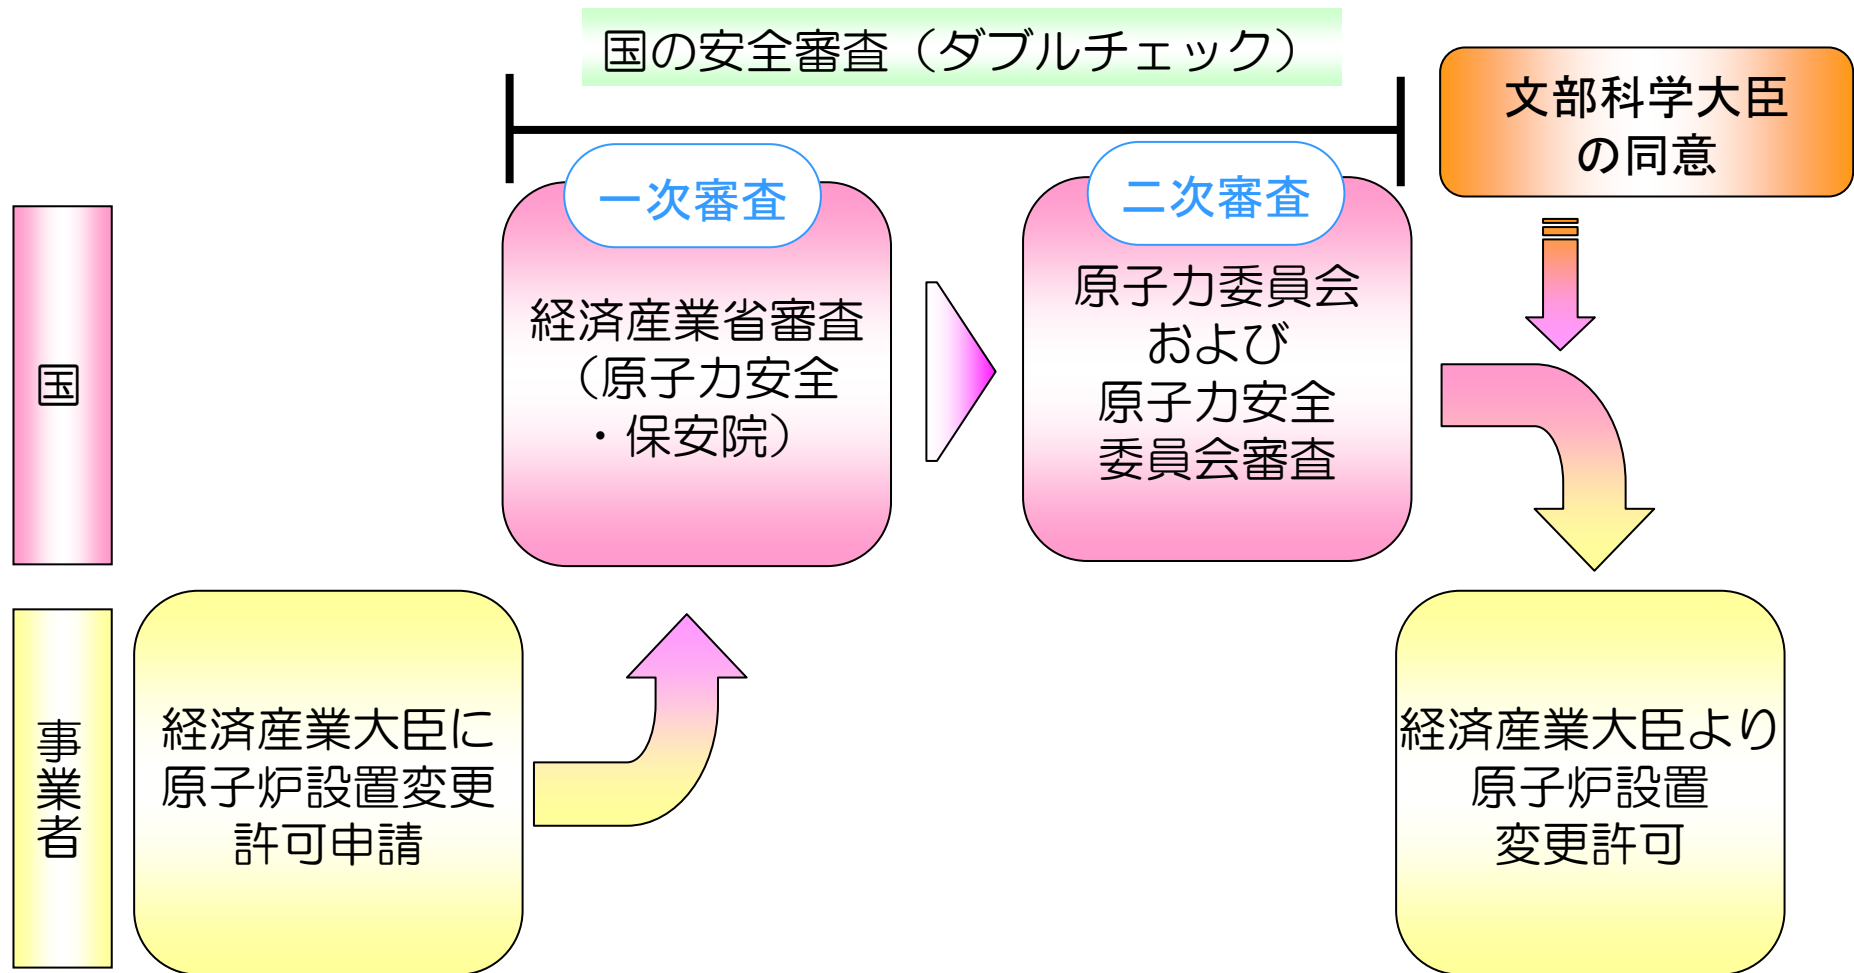 国の安全審査（ダブルチェック）
文部科学大臣
の同意
一次審査
二次審査
国
経済産業省審査
（原子力安全
・保安院）
原子力委員会
および
原子力安全
委員会審査
事業者
経済産業大臣に
原子炉設置変更
許可申請
経済産業大臣より
原子炉設置
変更許可